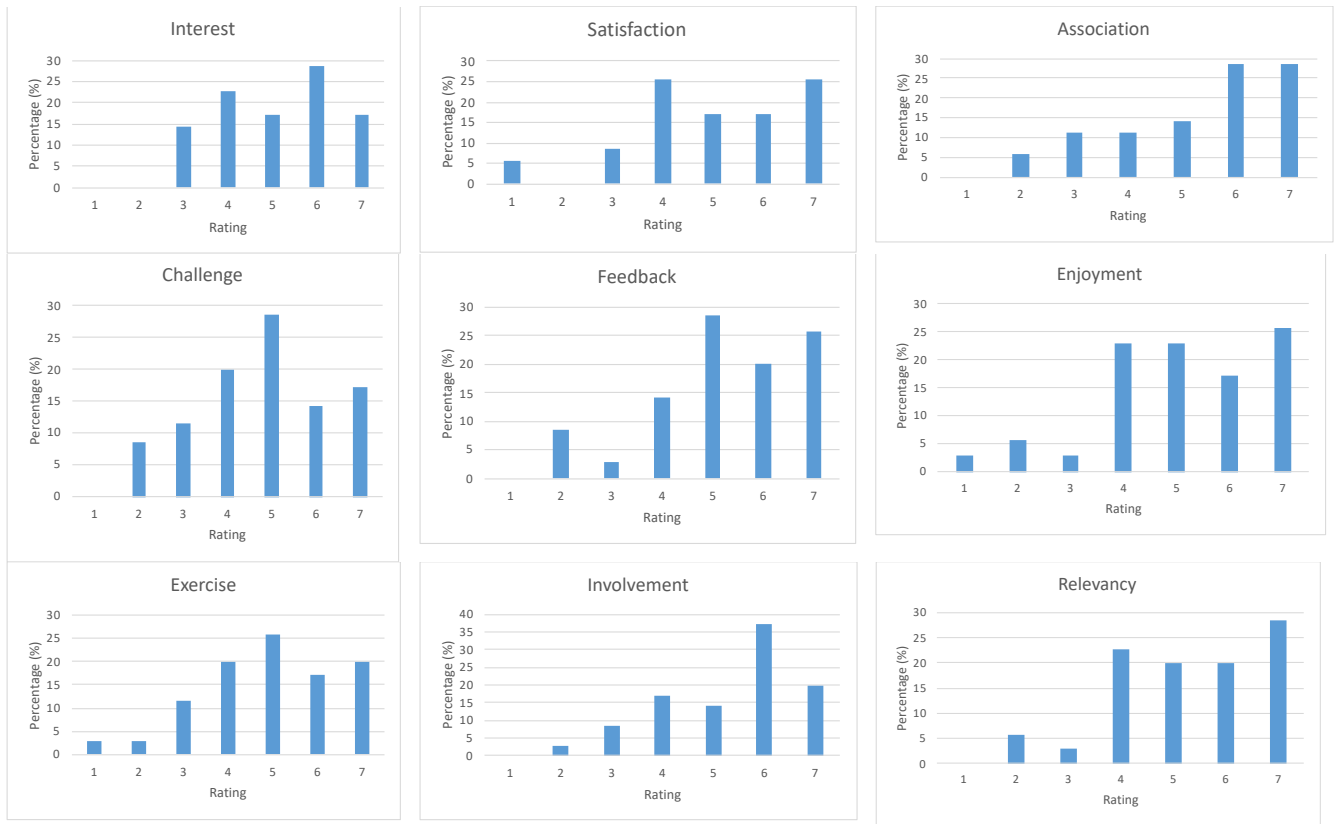 Interest
Percentage (%)
30
25
20
15
10
5
0
1 2 3 4 5 6 7
Rating
Satisfaction
Percentage (%)
30
25
20
15
10
5
0
1 2 3 4 5 6 7
Rating
Association
Percentage (%)
30
25
20
15
10
5
0
1 2 3 4 5 6 7
Rating
Challenge
Percentage (%)
30
25
20
15
10
5
0
1 2 3 4 5 6 7
Rating
Feedback
Percentage (%)
30
25
20
15
10
5
0
1 2 3 4 5 6 7
Rating
Enjoyment
Percentage (%)
30
25
20
15
10
5
0
1 2 3 4 5 6 7
Rating
Exercise
Percentage (%)
30
25
20
15
10
5
0
1 2 3 4 5 6 7
Rating
Involvement
Percentage (%)
40
35
30
25
20
15
10
5
0
1 2 3 4 5 6 7
Rating
Relevancy
Percentage (%)
30
25
20
15
10
5
0
1 2 3 4 5 6 7
Rating